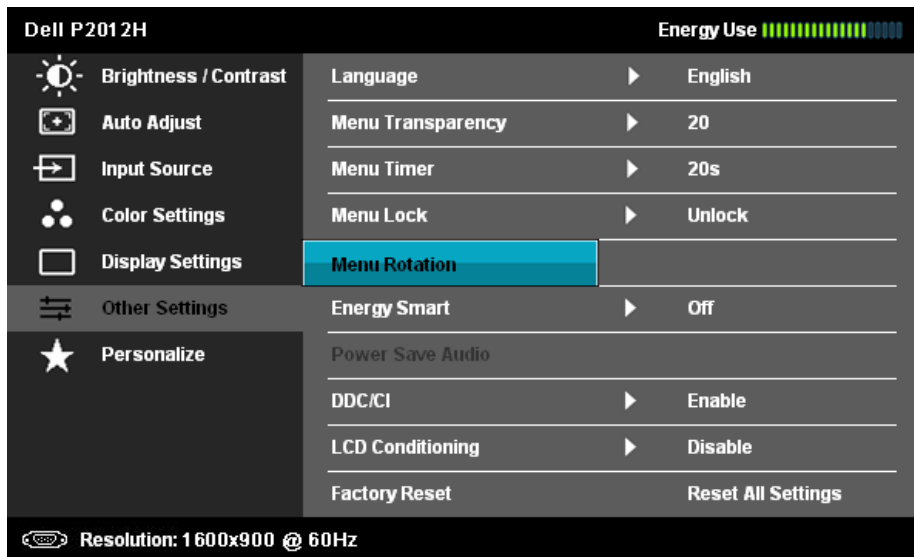 Dell P2012H Energy Use
Brightness / Contrast Language English
Auto Adjust Menu Transparency 20
Input Source Menu Timer 20s
Color Settings Menu Lock Unlock
Display Settings Menu Rotation
Other Settings Energy Smart Off
Personalize Power Save Audio
DDC/CI Enable
LCD Conditioning Disable
Factory Reset Reset All Settings
Resolution: 1600x900 @ 60Hz